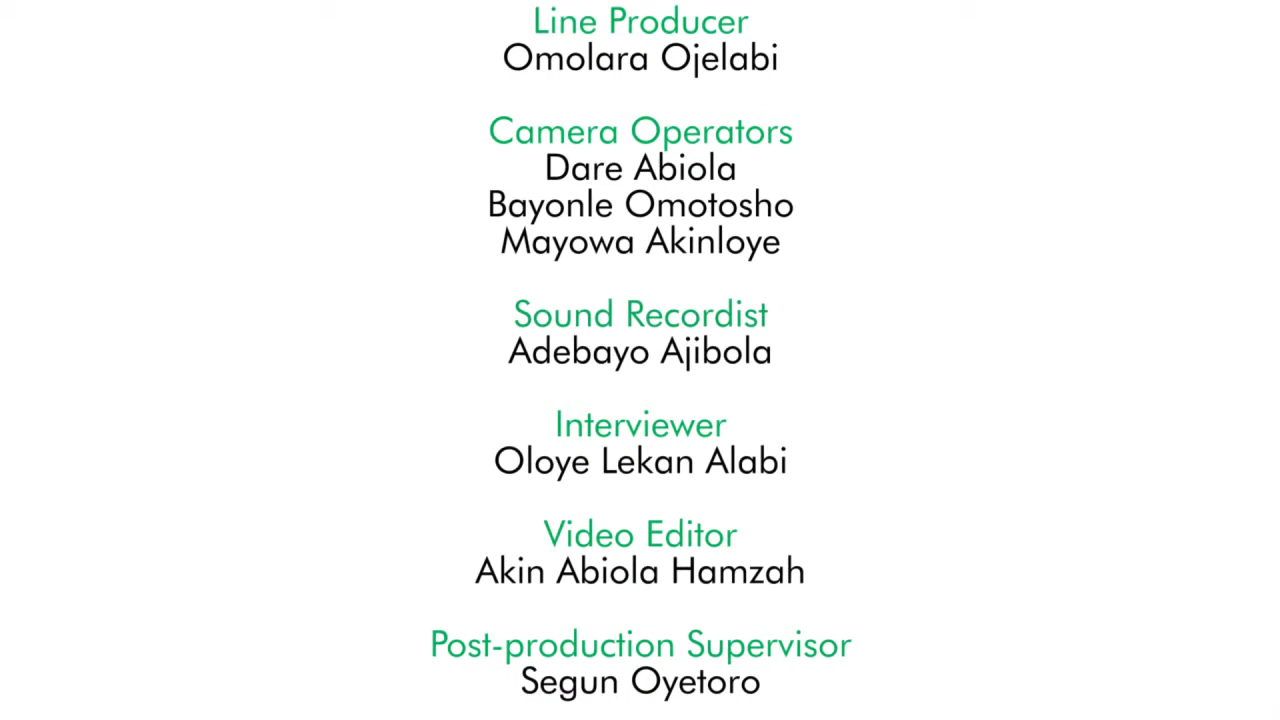 Line Producer
Omolara Ojelabi
Camera Operators
Dare Abiola
Bayonle Omotosho
Mayowa Akinloye
Sound Recordist
Adebayo Ajibola
Interviewer
Oloye Lekan Alabi
Video Editor
Akin Abiola Hamzah
Post-production Supervisor
Segun Oyetoro